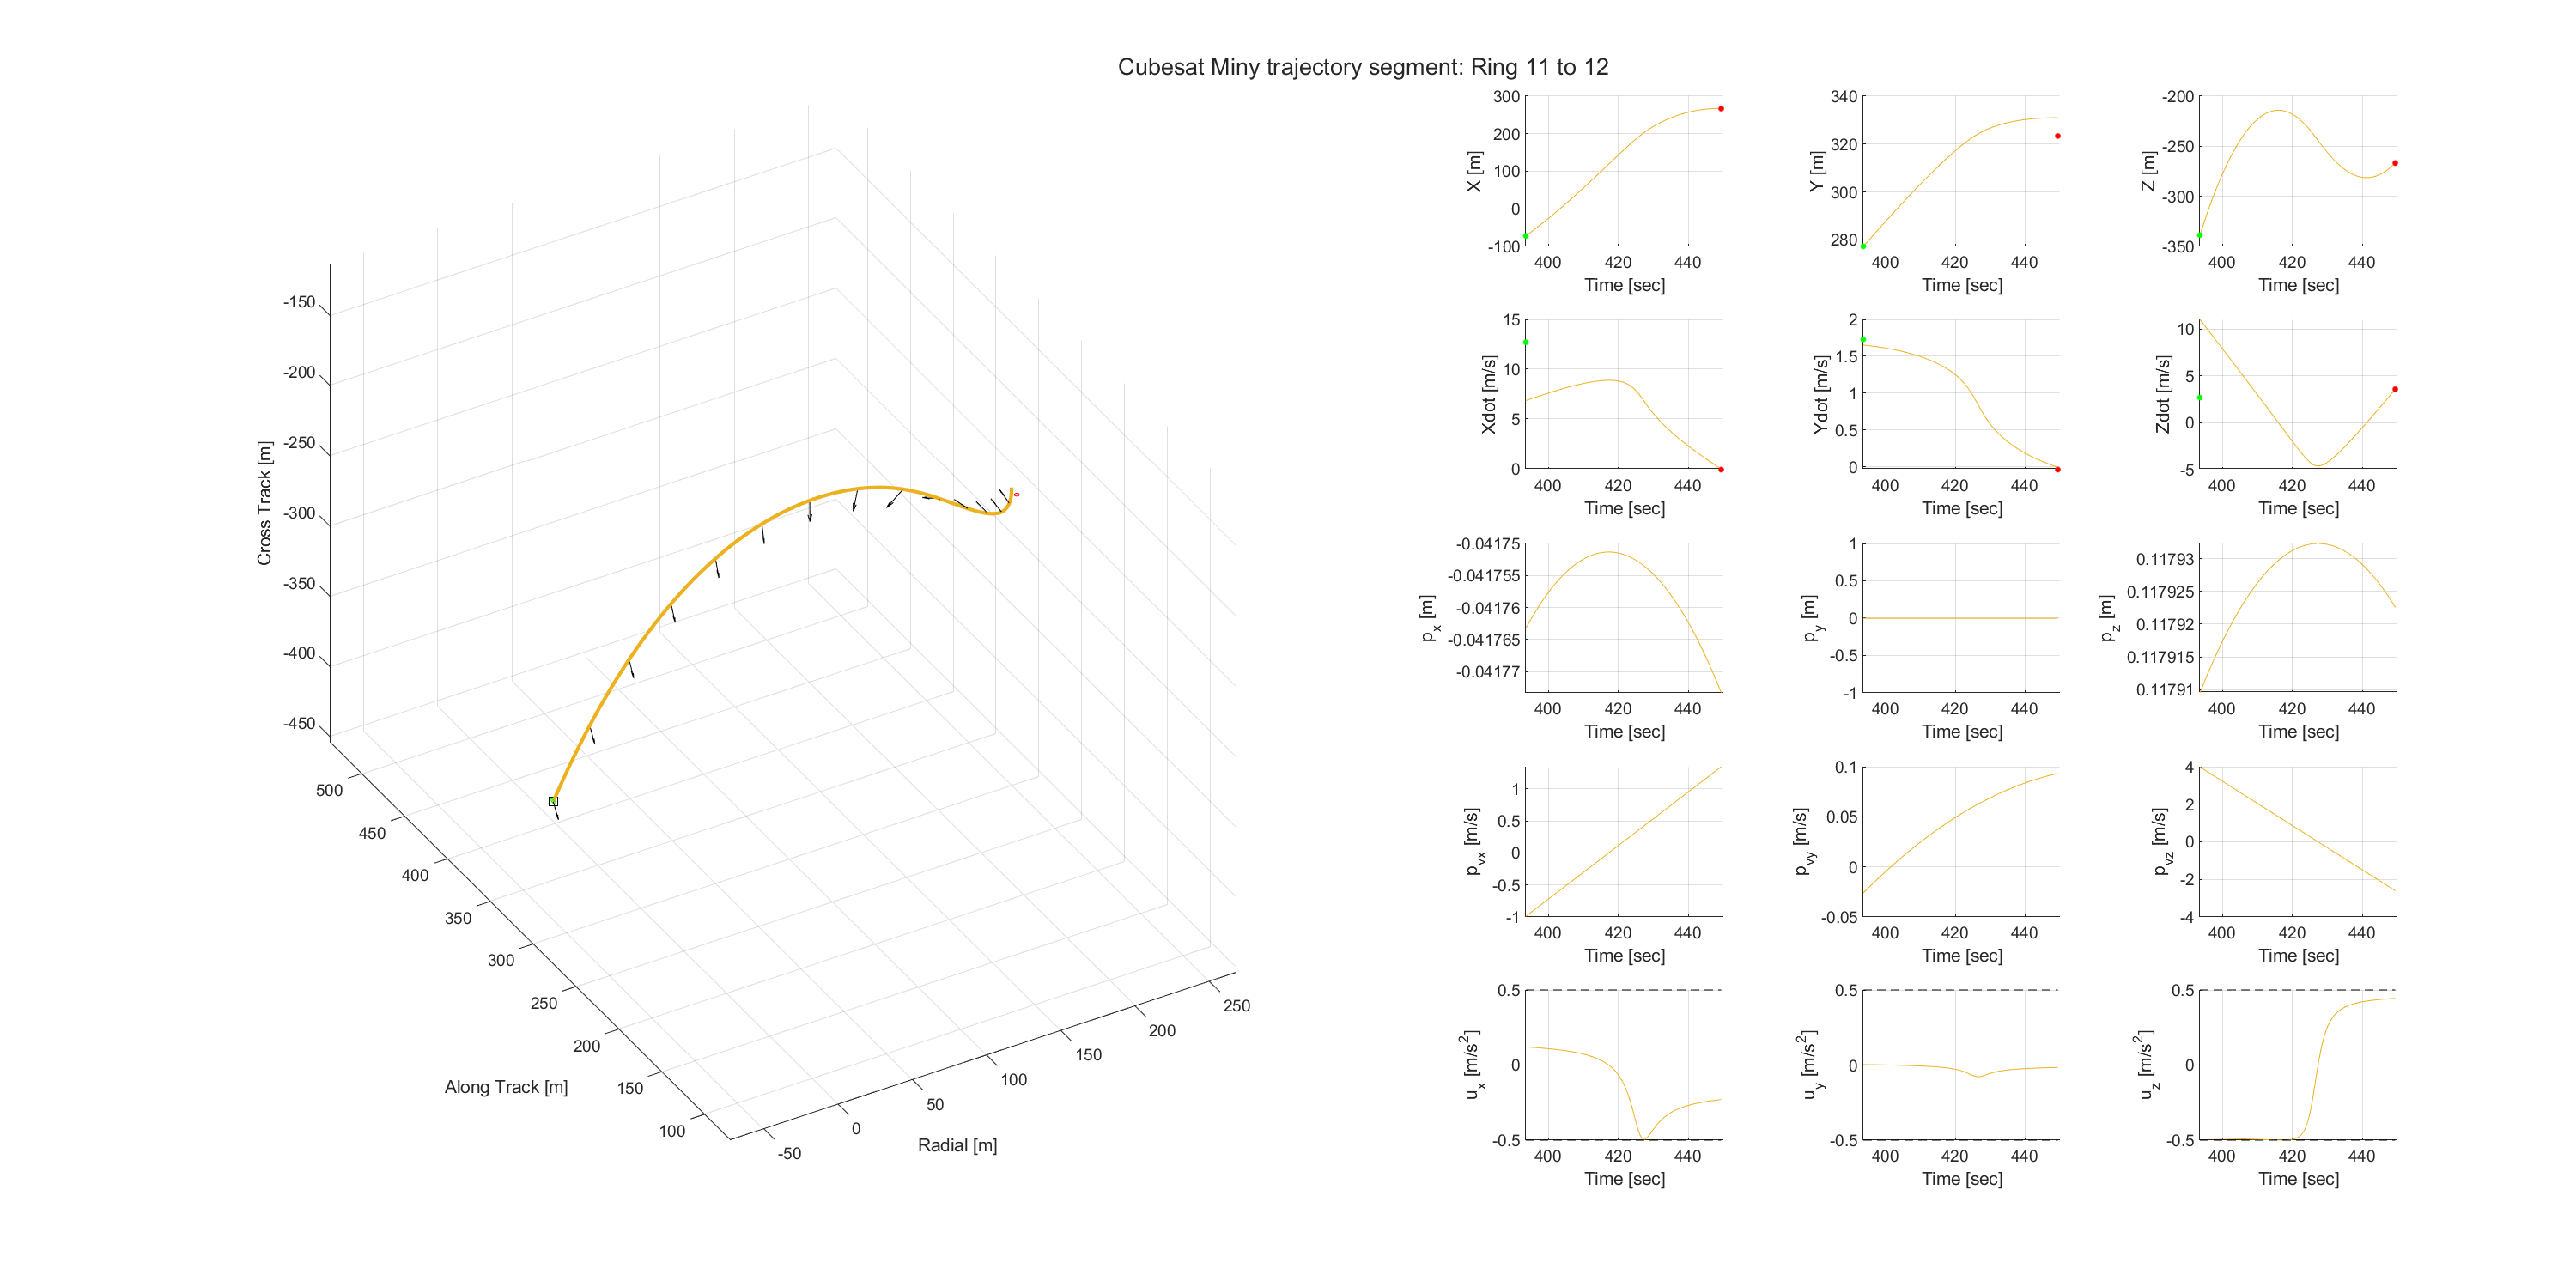 Cubesat Miny trajectory segment: Ring 11 to 12
-150
-200
-250
-300
-350
-400
-450
Cross Track [m]
500
450
400
350
300
250
200
150
100
Along Track [m]
-50
0
50
100
150
200
250
Radial [m]
300
200
100
0
-100
X [m]
400 420 440
Time [sec]
340
320
300
280
Y [m]
400 420 440
Time [sec]
-200
-250
-300
-350
Z [m]
400 420 440
Time [sec]
15
10
5
0
Xdot [m/s]
400 420 440
Time [sec]
2
1.5
1
0.5
0
Ydot [m/s]
400 420 440
Time [sec]
10
5
0
-5
Zdot [m/s]
400 420 440
Time [sec]
-0.04175
-0.041755
-0.04176
-0.041765
-0.04177
p_x [m]
400 420 440
Time [sec]
1
0.5
0
-0.5
-1
p_y [m]
400 420 440
Time [sec]
0.11793
0.117925
0.11792
0.117915
0.11791
p_z [m]
400 420 440
Time [sec]
1
0.5
0
-0.5
-1
p_vx [m/s]
400 420 440
Time [sec]
0.1
0.05
0
-0.05
p_vy [m/s]
400 420 440
Time [sec]
4
2
0
-2
-4
p_vz [m/s]
400 420 440
Time [sec]
0.5
0
-0.5
u_x [m/s²]
400 420 440
Time [sec]
0.5
0
-0.5
u_y [m/s²]
400 420 440
Time [sec]
0.5
0
-0.5
u_z [m/s²]
400 420 440
Time [sec]